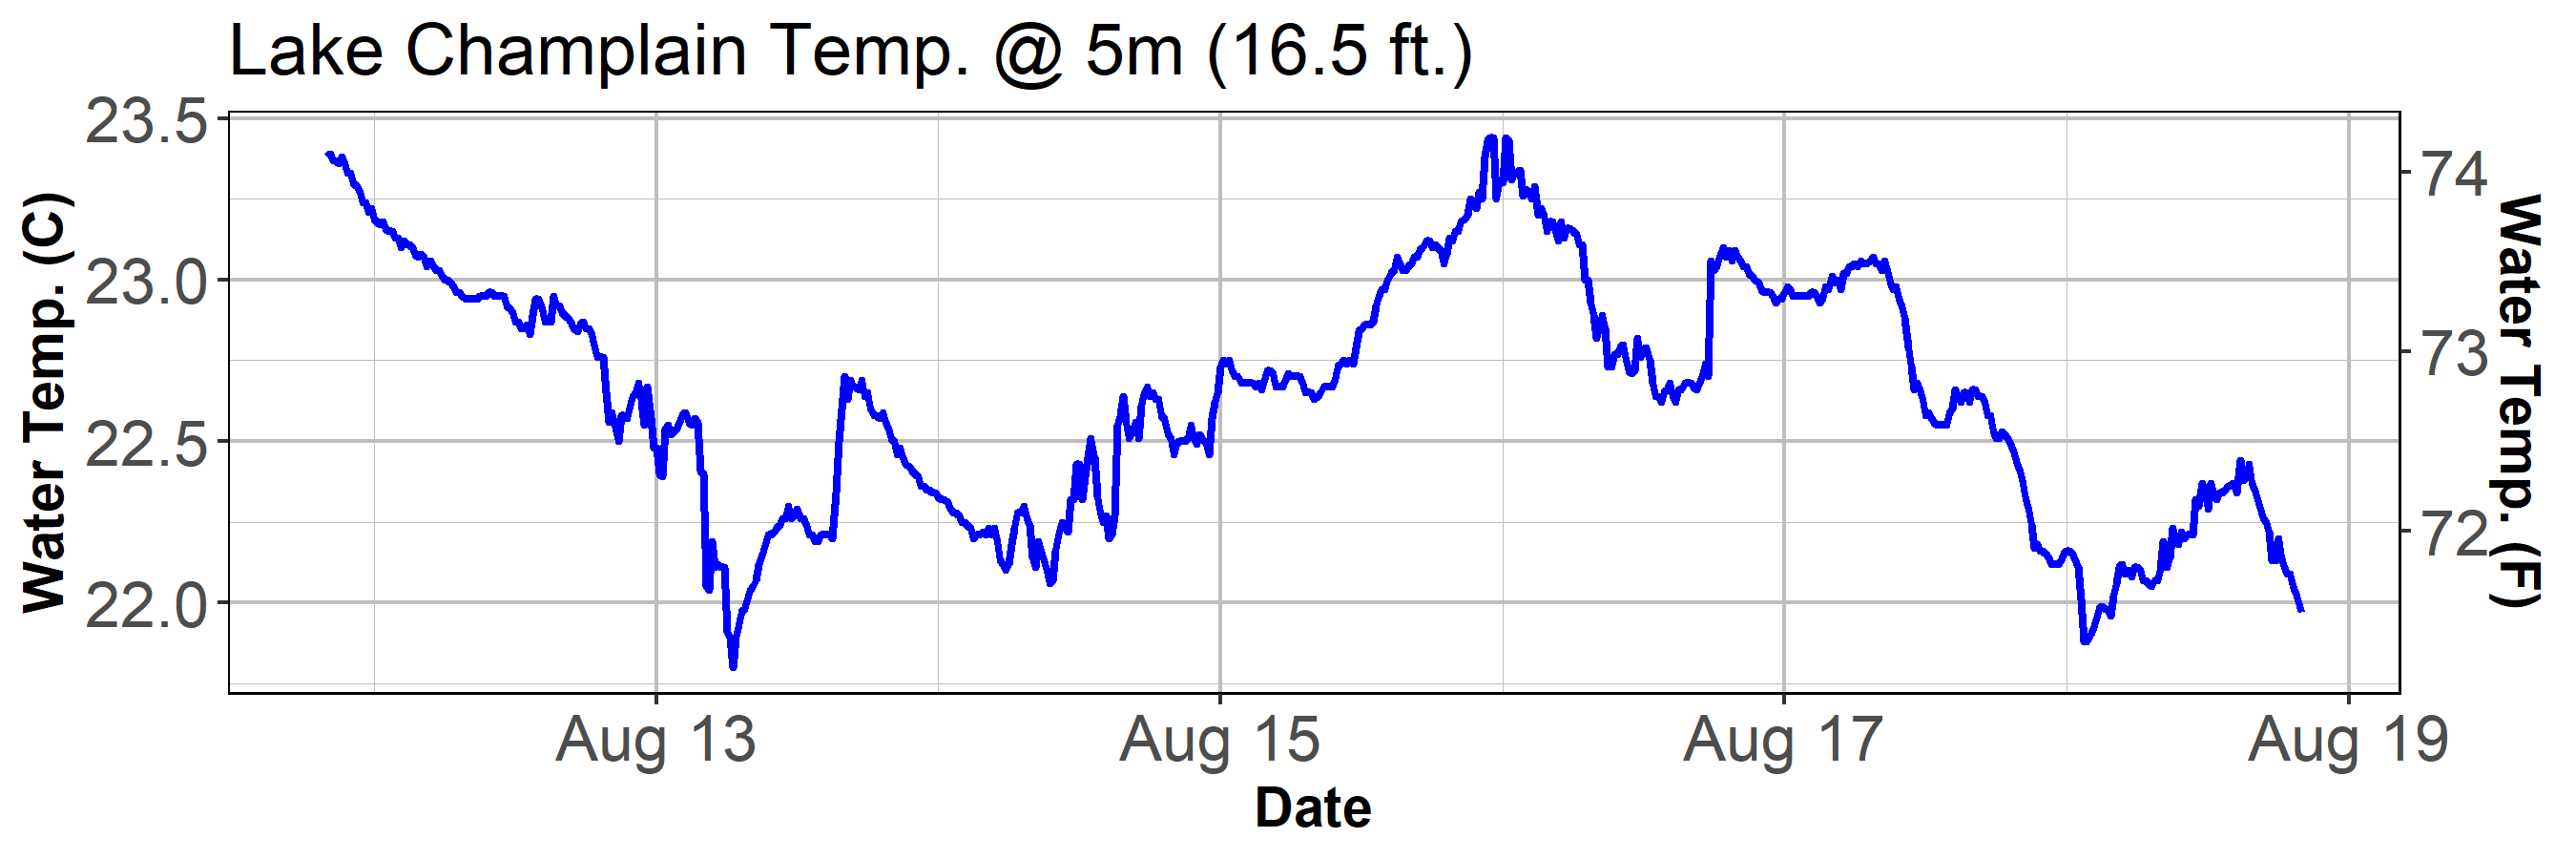 Lake Champlain Temp. @ 5m (16.5 ft.)
Water Temp. (C)
23.5
23.0
22.5
22.0
74
73
72
Water Temp. (F)
Aug 13 Aug 15 Aug 17 Aug 19
Date